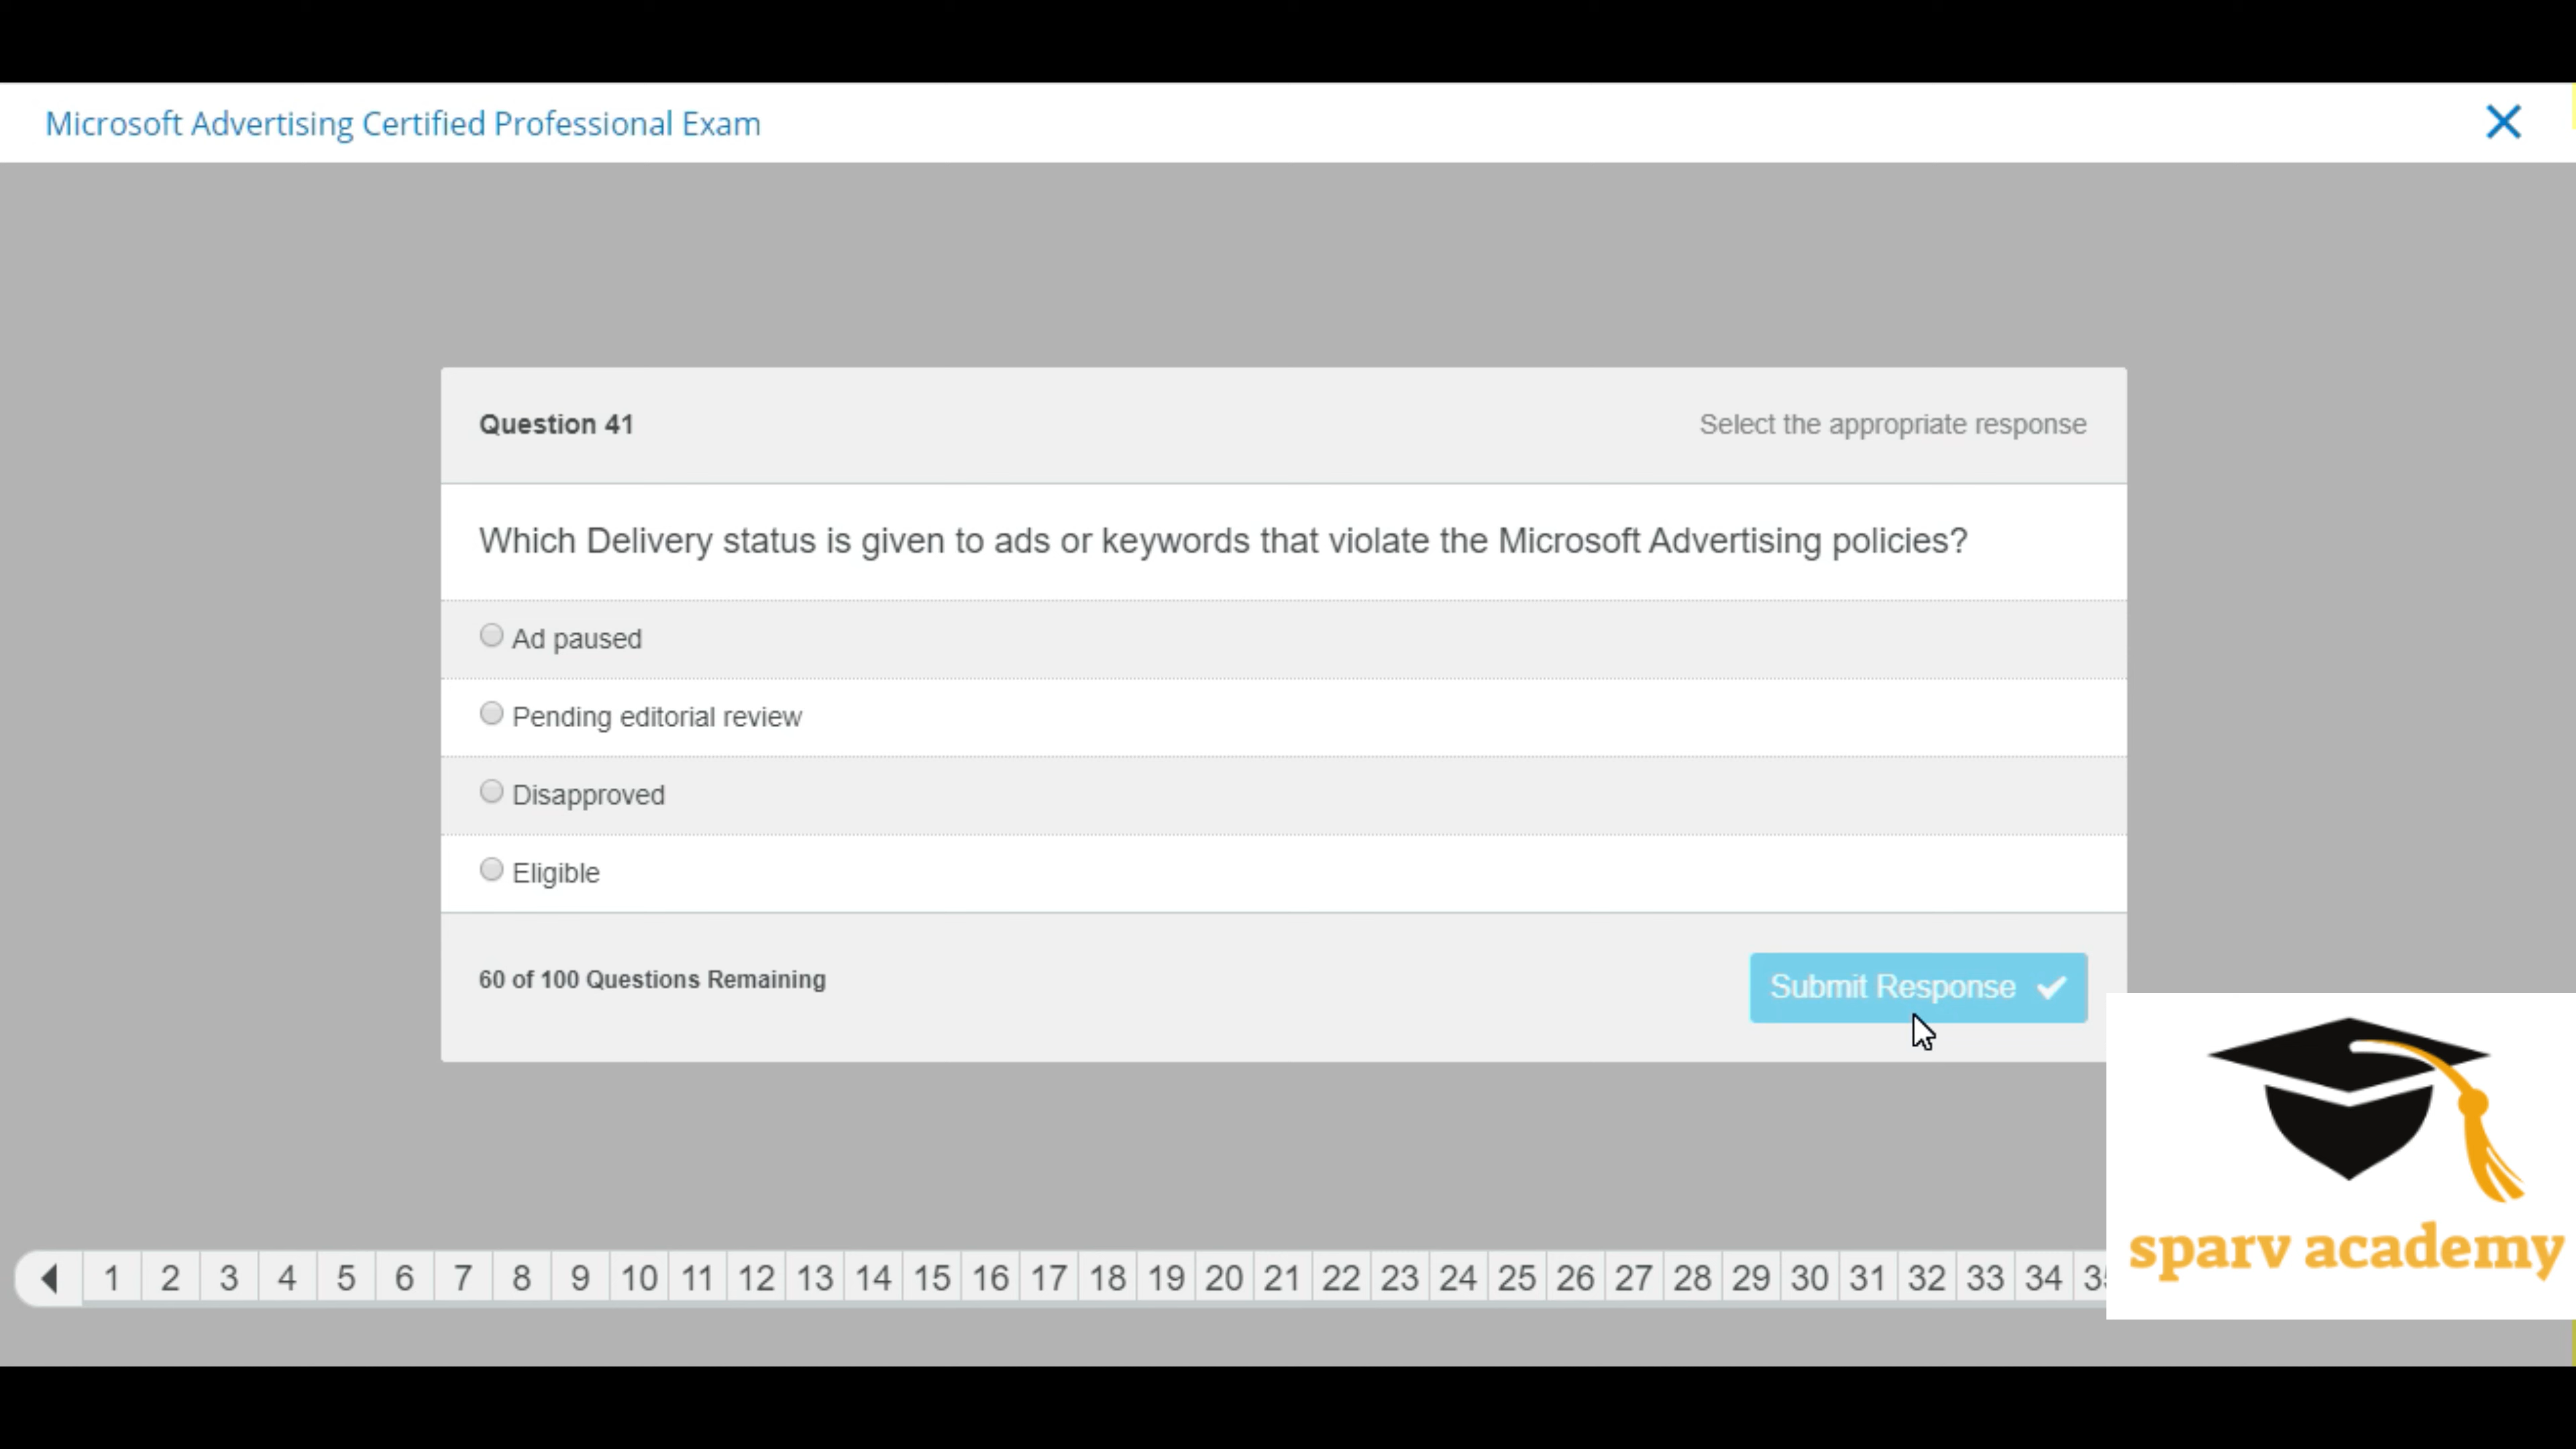 Microsoft Advertising Certified Professional Exam
Question 41
Select the appropriate response
Which Delivery status is given to ads or keywords that violate the Microsoft Advertising policies?
Ad paused
Pending editorial review
Disapproved
Eligible
60 of 100 Questions Remaining
Submit Response
1 2 3 4 5 6 7 8 9 10 11 12 13 14 15 16 17 18 19 20 21 22 23 24 25 26 27 28 29 30 31 32 33 34
sparv academy